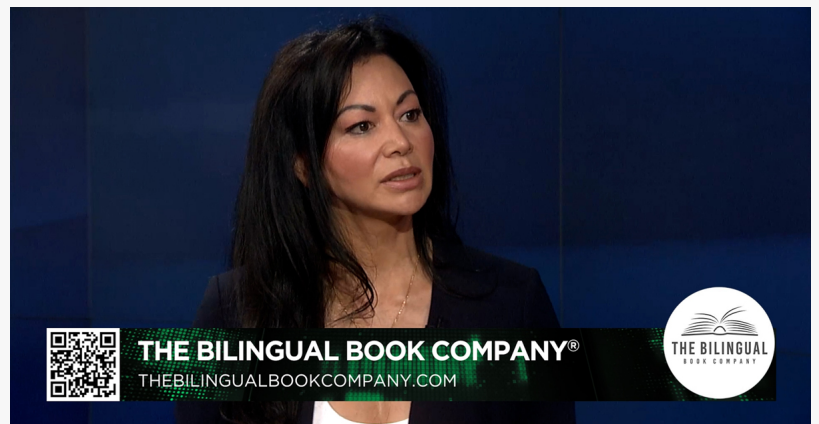 THE BILINGUAL BOOK COMPANY®
THEBILINGUALBOOKCOMPANY.COM
THE BILINGUAL
BOOK COMPANY